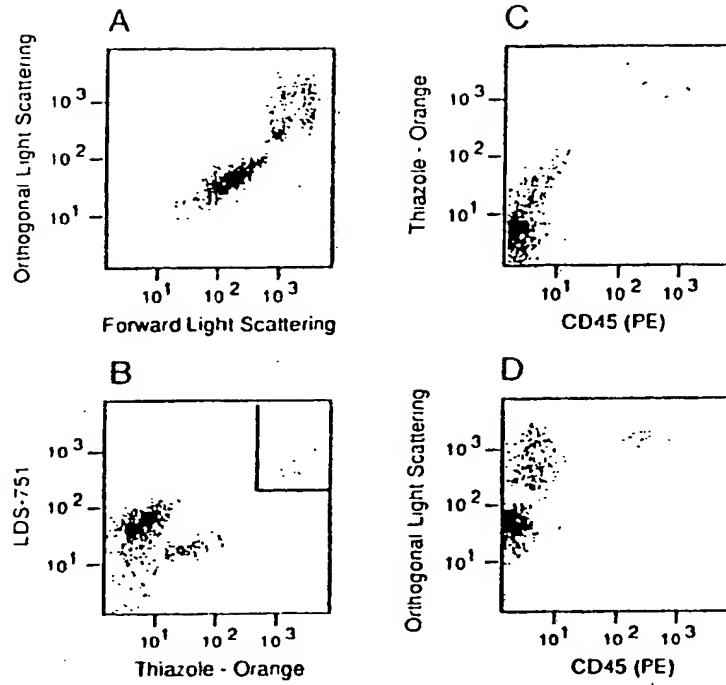 A
Orthogonal Light Scattering
10³
10²
10¹
10¹ 10² 10³
Forward Light Scattering
B
LDS-751
10³
10²
10¹
10¹ 10² 10³
Thiazole - Orange
C
Thiazole - Orange
10³
10²
10¹
10¹ 10² 10³
CD45 (PE)
D
Orthogonal Light Scattering
10³
10²
10¹
10¹ 10² 10³
CD45 (PE)